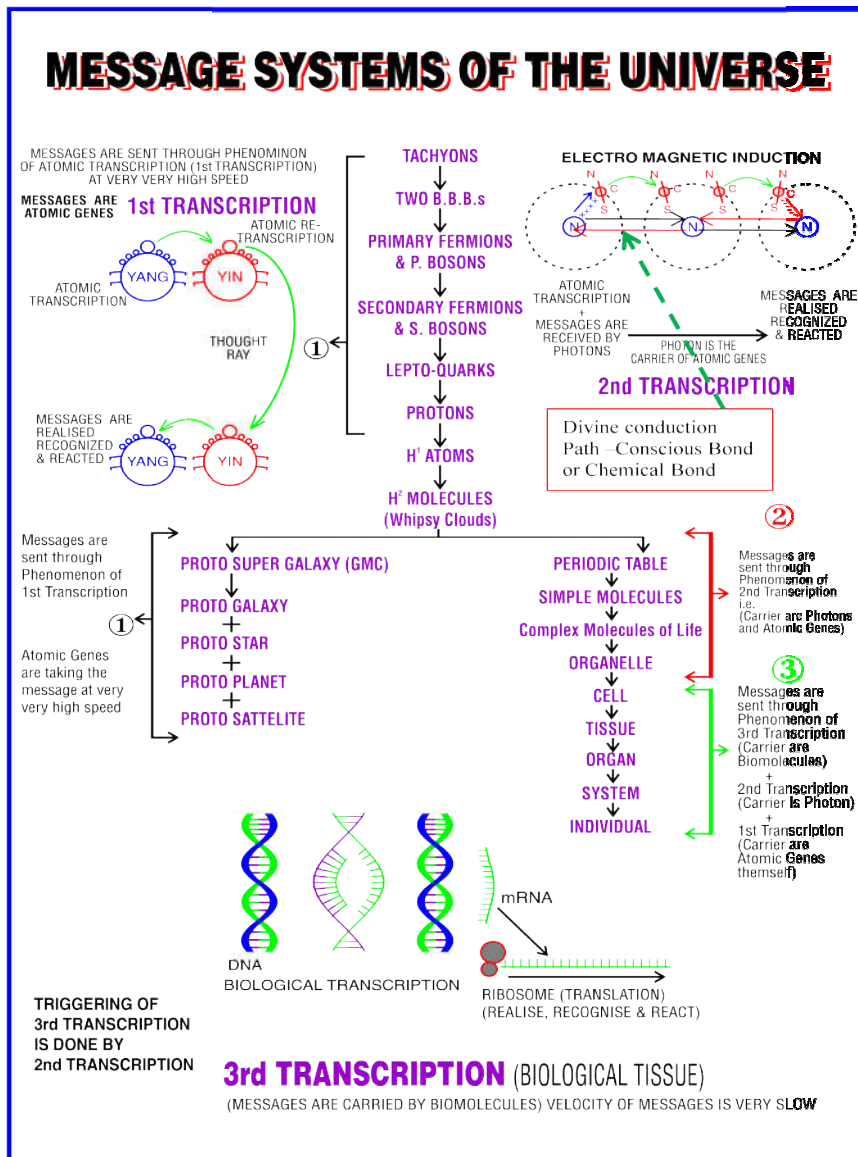 MESSAGE SYSTEMS OF THE UNIVERSE
MESSAGES ARE SENT THROUGH PHENOMINON
OF ATOMIC TRANSCRIPTION (1st TRANSCRIPTION)
AT VERY VERY HIGH SPEED
MESSAGES ARE
ATOMIC GENES
1st TRANSCRIPTION
ATOMIC RE-
TRANSCRIPTION
YANG
YIN
ATOMIC
TRANSCRIPTION
THOUGHT
RAY
MESSAGES ARE
REALISED
RECOGNIZED
& REACTED
YANG
YIN
1
TACHYONS
TWO B.B.B.s
PRIMARY FERMIONS
& P. BOSONS
SECONDARY FERMIONS
& S. BOSONS
LEPTO-QUARKS
PROTONS
H¹ ATOMS
H² MOLECULES
(Whipsy Clouds)
ELECTRO MAGNETIC INDUCTION
N
C
S
N
S
N
S
N
C
S
N
N
N
ATOMIC
TRANSCRIPTION
+
MESSAGES ARE
RECEIVED BY
PHOTONS
PHOTON IS THE
CARRIER OF ATOMIC GENES
MESSAGES ARE
REALISED
RECOGNIZED
& REACTED
2nd TRANSCRIPTION
Divine conduction
Path –Conscious Bond
or Chemical Bond
Messages are
sent through
Phenomenon of
1st Transcription
1
Atomic Genes
are taking the
message at very
very high speed
PROTO SUPER GALAXY (GMC)
PROTO GALAXY
+
PROTO STAR
+
PROTO PLANET
+
PROTO SATTELITE
PERIODIC TABLE
SIMPLE MOLECULES
Complex Molecules of Life
ORGANELLE
CELL
TISSUE
ORGAN
SYSTEM
INDIVIDUAL
2
Messages are
sent through
Phenomenon of
2nd Transcription
i.e.
(Carrier are Photons
and Atomic Genes)
3
Messages are
sent through
Phenomenon of
3rd Transcription
(Carrier are
Biomolecules)
+
2nd Transcription
(Carrier is Photon)
+
1st Transcription
(Carrier are
Atomic Genes
themself)
mRNA
DNA
BIOLOGICAL TRANSCRIPTION
RIBOSOME (TRANSLATION)
(REALISE, RECOGNISE & REACT)
TRIGGERING OF
3rd TRANSCRIPTION
IS DONE BY
2nd TRANSCRIPTION
3rd TRANSCRIPTION (BIOLOGICAL TISSUE)
(MESSAGES ARE CARRIED BY BIOMOLECULES) VELOCITY OF MESSAGES IS VERY SLOW